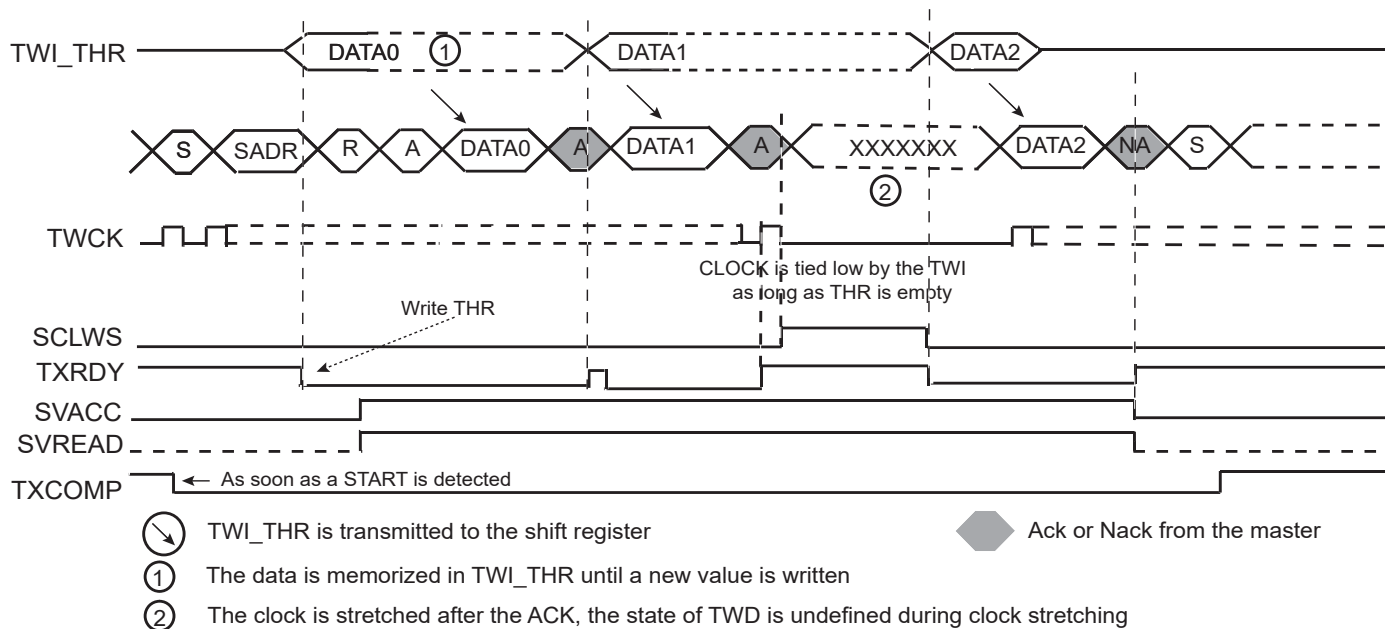 TWI_THR DATA0 1 DATA1 DATA2
S SADR R A DATA0 A DATA1 A XXXXXXX DATA2 NA S
2
TWCK
CLOCK is tied low by the TWI
as long as THR is empty
Write THR
SCLWS
TXRDY
SVACC
SVREAD
TXCOMP As soon as a START is detected
TWI_THR is transmitted to the shift register
Ack or Nack from the master
1 The data is memorized in TWI_THR until a new value is written
2 The clock is stretched after the ACK, the state of TWD is undefined during clock stretching